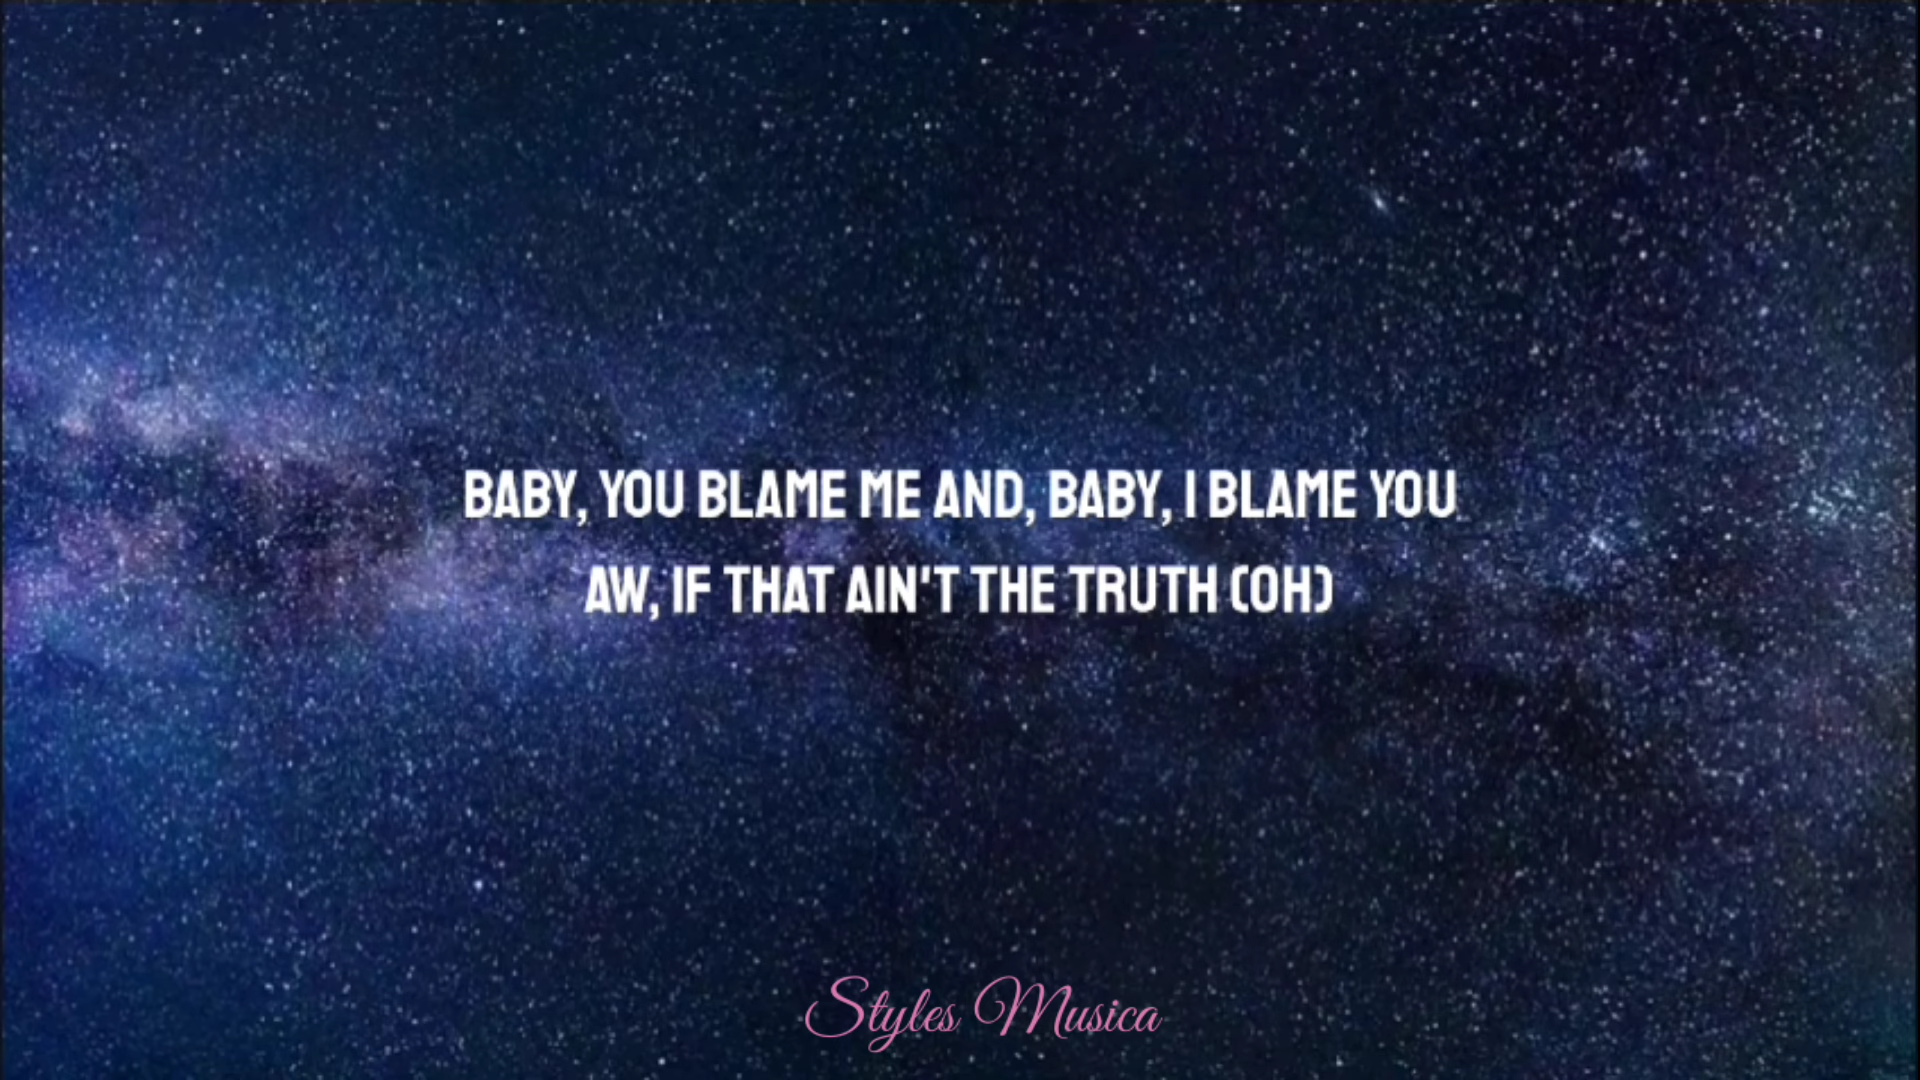 BABY, YOU BLAME ME AND, BABY, I BLAME YOU
AW, IF THAT AIN'T THE TRUTH (OH)
Styles Musica